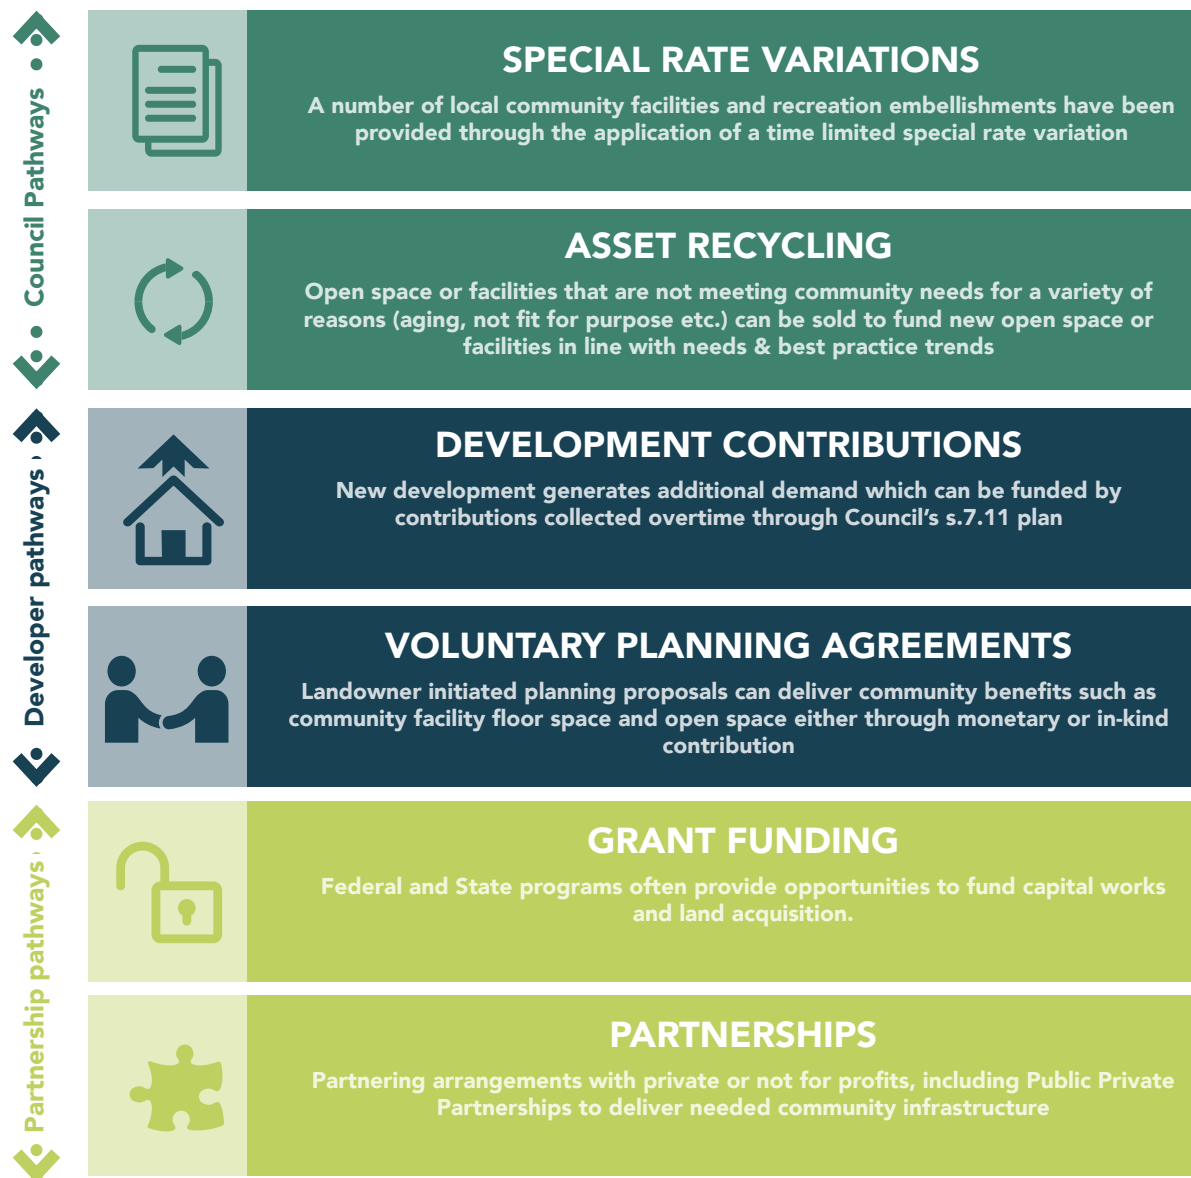 Council Pathways
SPECIAL RATE VARIATIONS
A number of local community facilities and recreation embellishments have been
provided through the application of a time limited special rate variation
ASSET RECYCLING
Open space or facilities that are not meeting community needs for a variety of
reasons (aging, not fit for purpose etc.) can be sold to fund new open space or
facilities in line with needs & best practice trends
Developer pathways
DEVELOPMENT CONTRIBUTIONS
New development generates additional demand which can be funded by
contributions collected overtime through Council's s.7.11 plan
VOLUNTARY PLANNING AGREEMENTS
Landowner initiated planning proposals can deliver community benefits such as
community facility floor space and open space either through monetary or in-kind
contribution
Partnership pathways
GRANT FUNDING
Federal and State programs often provide opportunities to fund capital works
and land acquisition.
PARTNERSHIPS
Partnering arrangements with private or not for profits, including Public Private
Partnerships to deliver needed community infrastructure